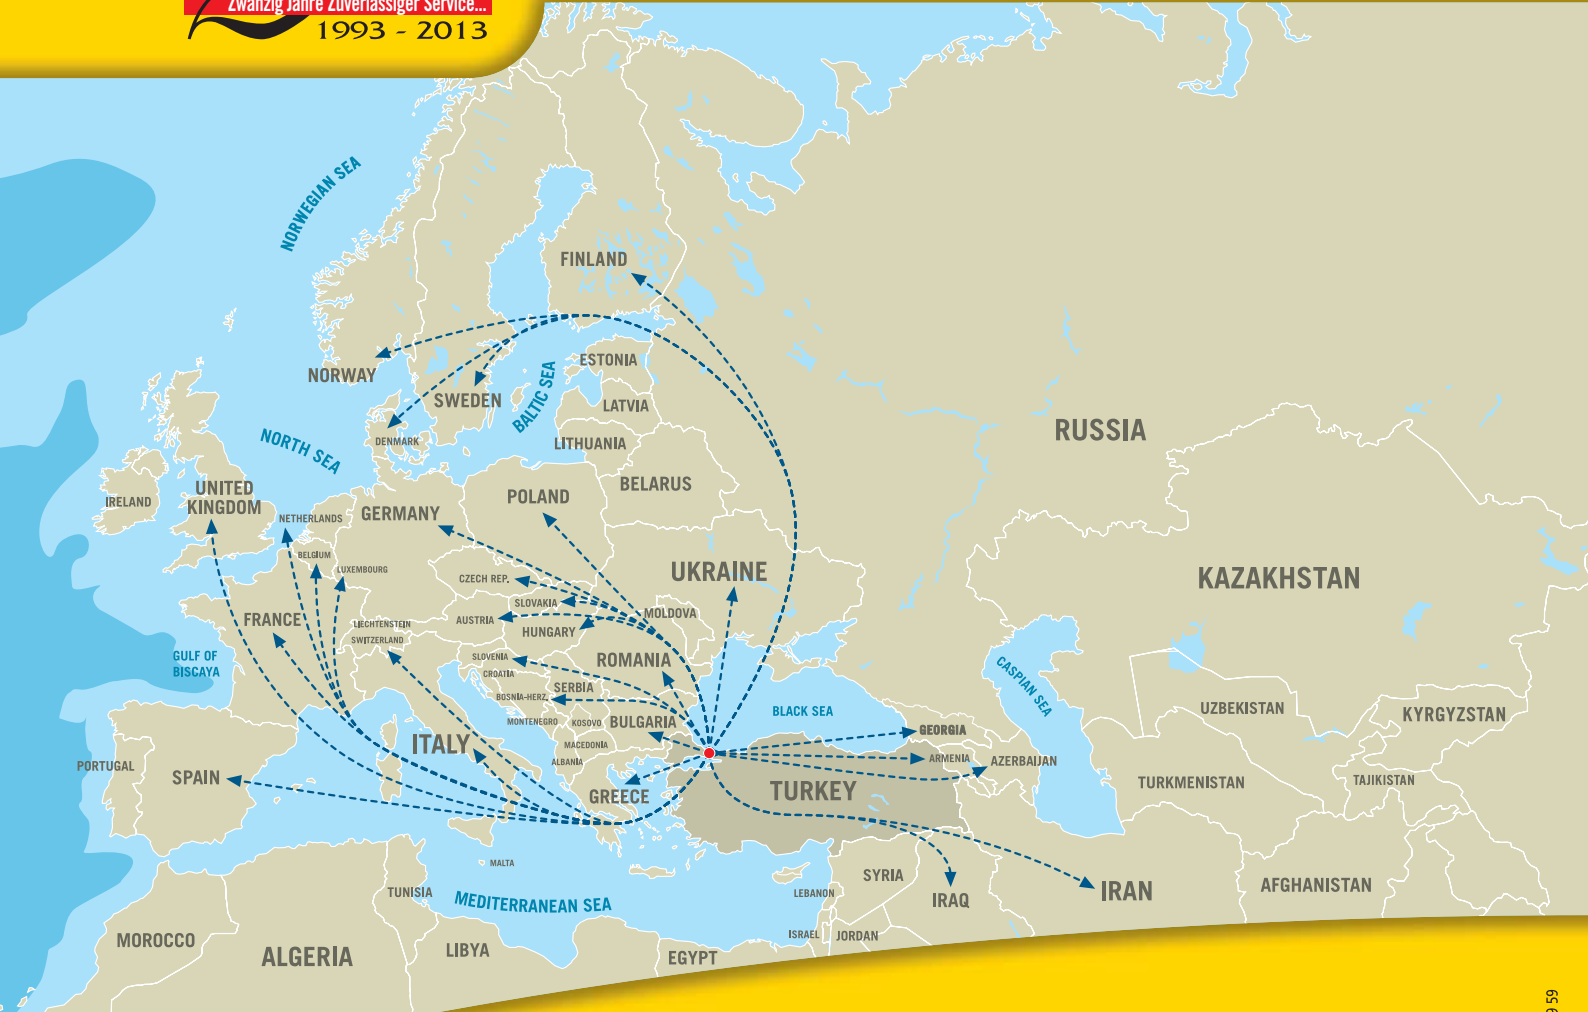 Zwanzig Jahre Zuverlässiger Service...
1993 - 2013
NORWEGIAN SEA
FINLAND
ESTONIA
NORWAY
SWEDEN
BALTIC SEA
LATVIA
RUSSIA
NORTH SEA
DENMARK
LITHUANIA
BELARUS
IRELAND
UNITED
KINGDOM
POLAND
NETHERLANDS
GERMANY
BELGIUM
LUXEMBOURG
UKRAINE
KAZAKHSTAN
CZECH REP.
SLOVAKIA
MOLDOVA
FRANCE
LIECHTENSTEIN
AUSTRIA
HUNGARY
SWITZERLAND
GULF OF
BISCAYA
SLOVENIA
ROMANIA
CROATIA
SERBIA
CASPIAN SEA
BOSNIA-HERZ.
BLACK SEA
UZBEKISTAN
KYRGYZSTAN
MONTENEGRO
KOSOVO
BULGARIA
GEORGIA
ITALY
MACEDONIA
ALBANIA
ARMENIA
AZERBAIJAN
PORTUGAL
SPAIN
GREECE
TURKEY
TURKMENISTAN
TAJIKISTAN
MALTA
TUNISIA
MEDITERRANEAN SEA
LEBANON
SYRIA
IRAQ
IRAN
AFGHANISTAN
MOROCCO
ALGERIA
LIBYA
EGYPT
ISRAEL
JORDAN
59